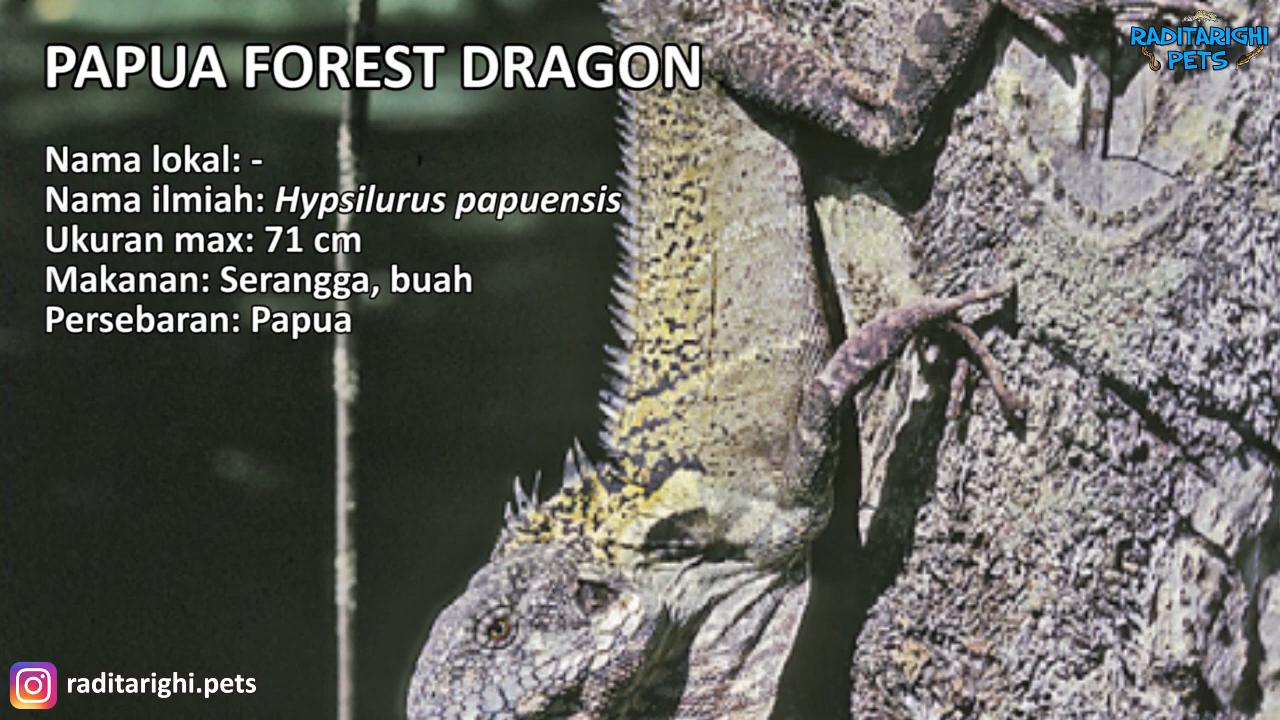 RADITARIGHI
PETS
PAPUA FOREST DRAGON
Nama lokal: -
Nama ilmiah: Hypsilurus papuensis
Ukuran max: 71 cm
Makanan: Serangga, buah
Persebaran: Papua
raditarighi.pets